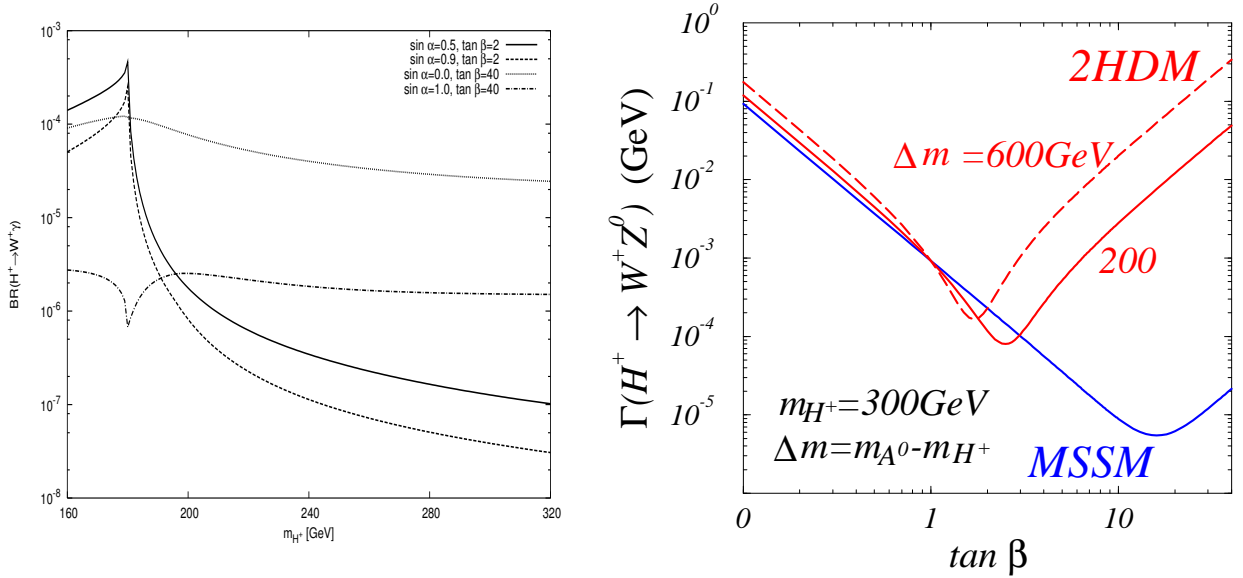 10^-3
10^-4
10^-5
10^-6
10^-7
10^-8
BR(H^+→W^+γ)
sin α=0.5, tan β=2
sin α=0.9, tan β=2
sin α=0.0, tan β=40
sin α=1.0, tan β=40
160
200
240
280
320
m_H^+ [GeV]
10^0
10^-1
10^-2
10^-3
10^-4
10^-5
Γ(H^+ → W^+ Z^0) (GeV)
2HDM
Δm =600GeV
200
m_H^+=300GeV
Δm=m_A^0-m_H^+
MSSM
0
1
10
tan β